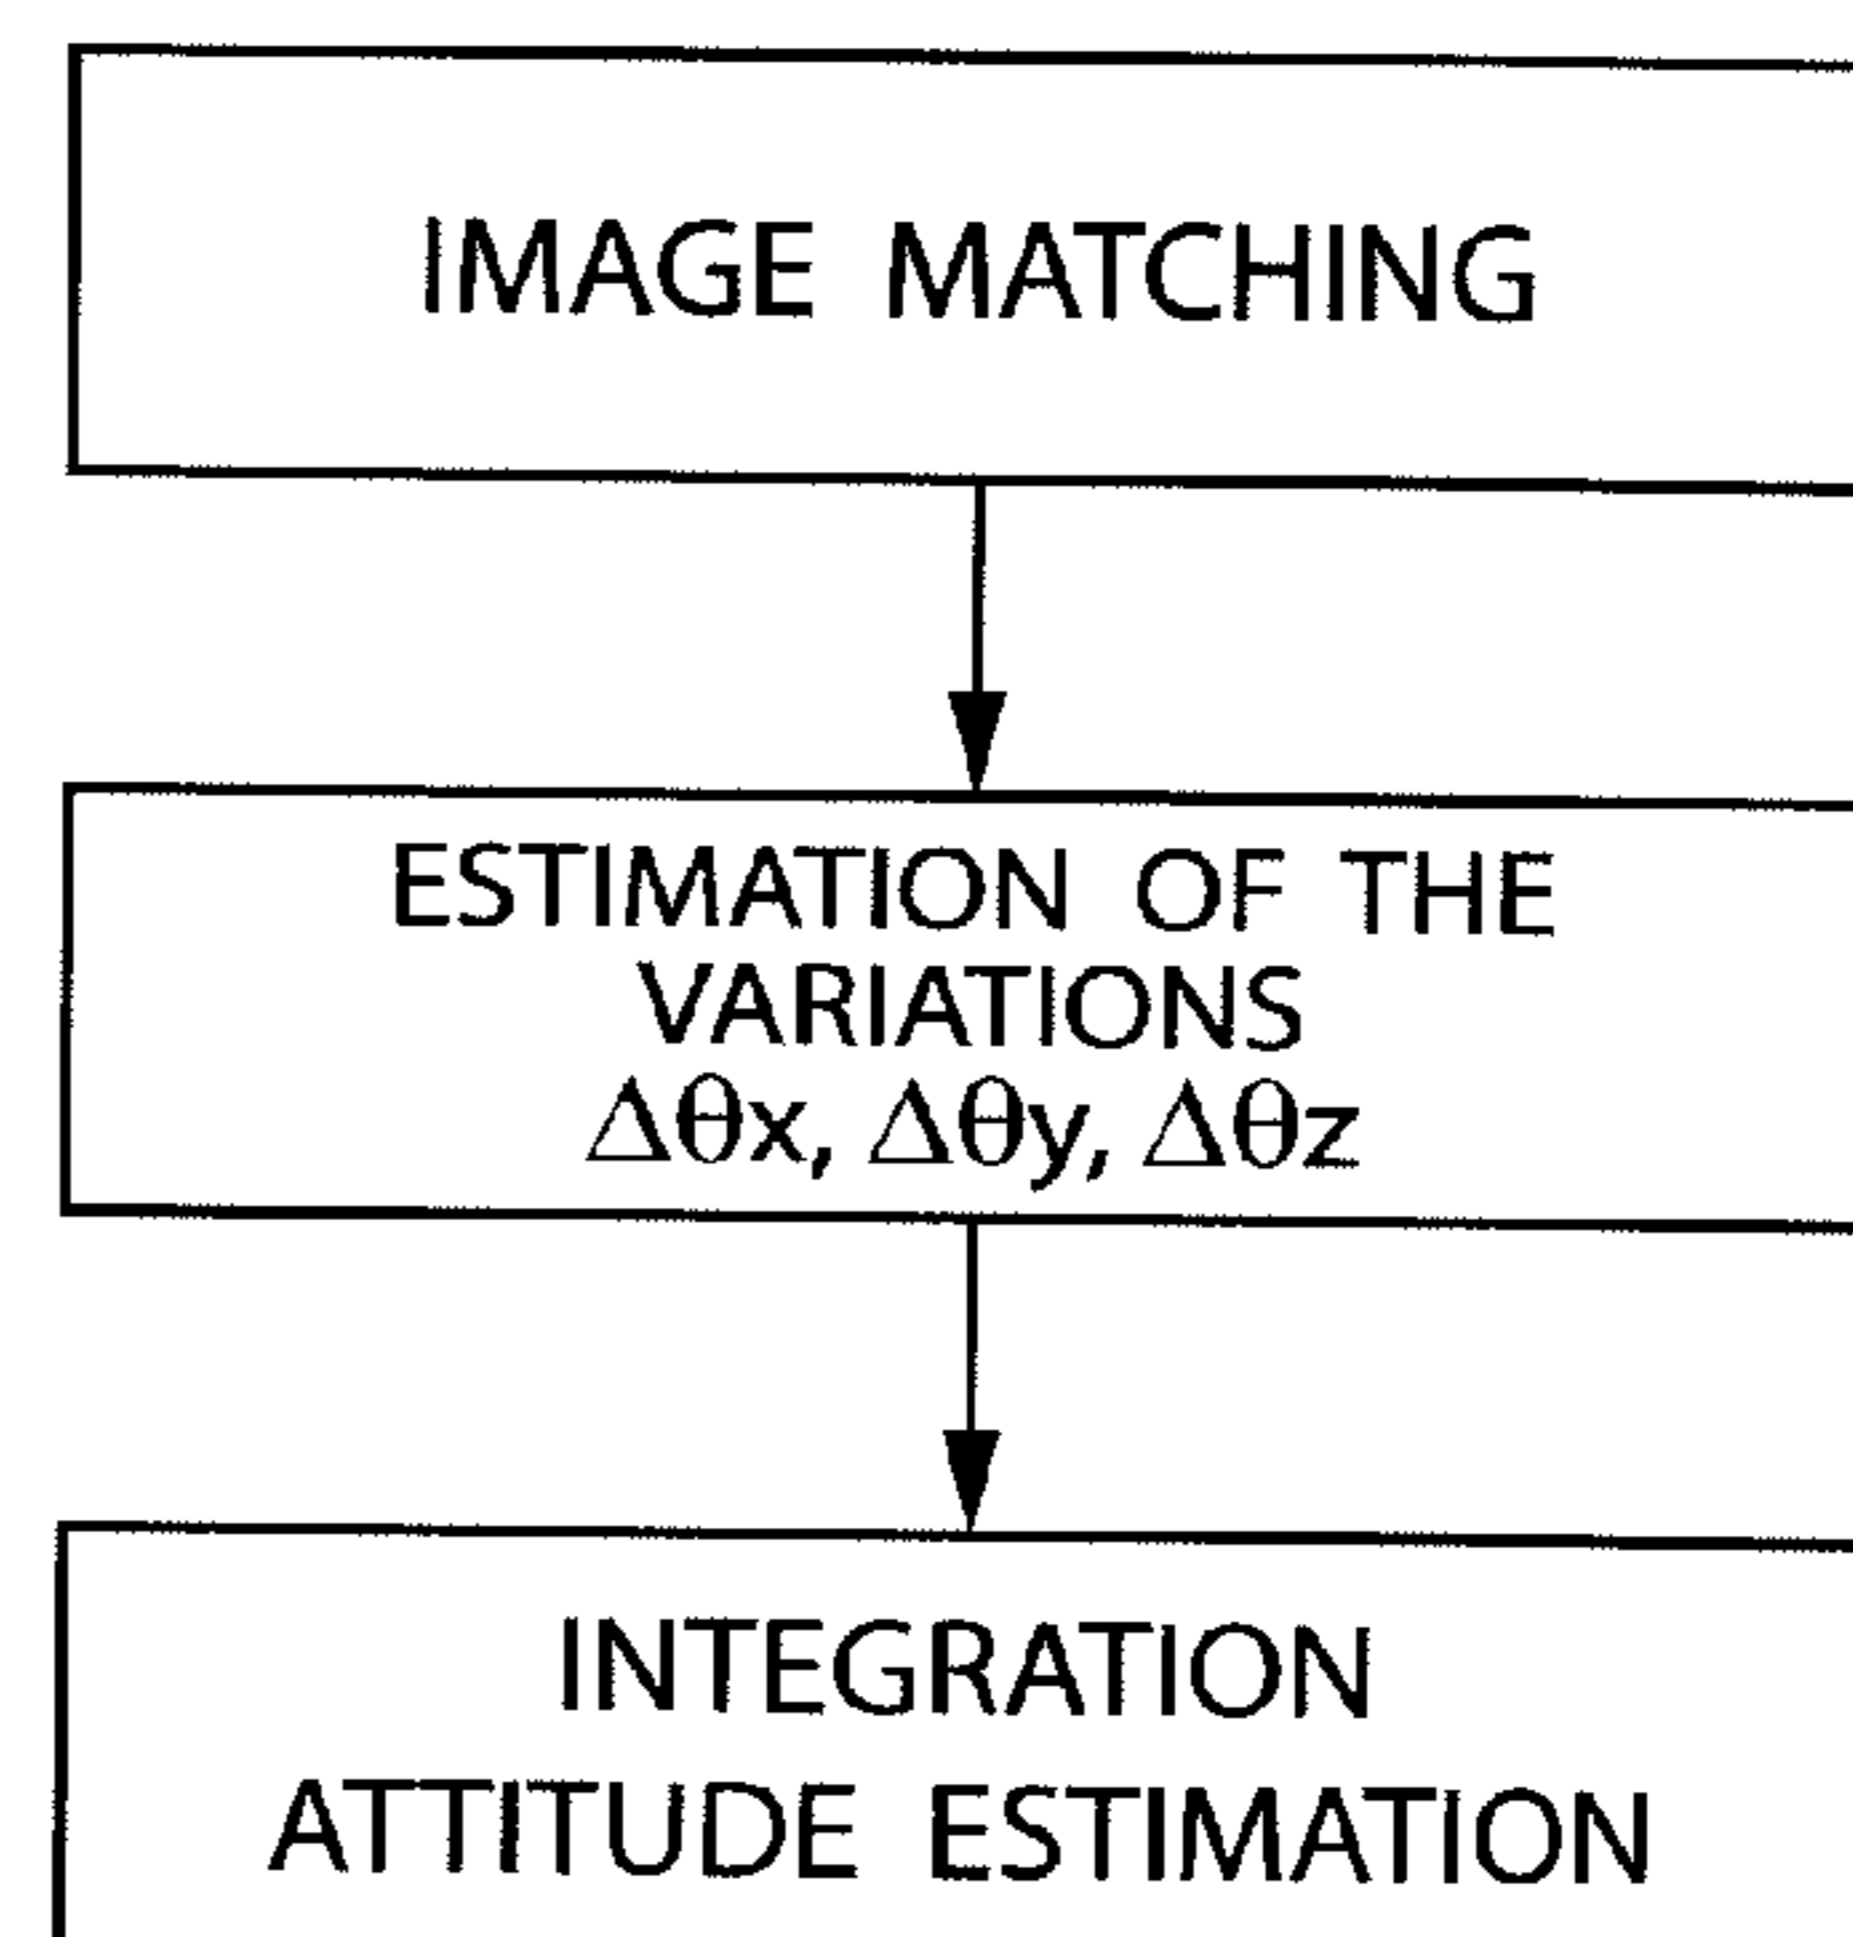 IMAGE MATCHING
ESTIMATION OF THE
VARIATIONS
Δθx, Δθy, Δθz
INTEGRATION
ATTITUDE ESTIMATION